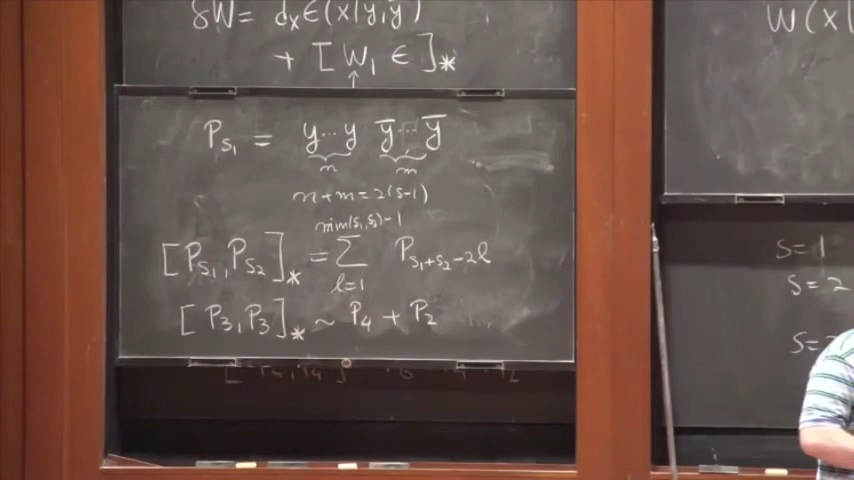 δW = d_x ϵ(x|y,ȳ)
+ [W, ϵ]_*
↑
P_{s_1} = y...y ȳ...ȳ
n m
n+m=2(s-1)
min(s_1,s_2)-1
[P_{s_1}, P_{s_2}]_* = Σ P_{s_1+s_2-2l}
l=1
[P_3, P_3]_* ~ P_4 + P_2
W(x|
s=1
s=2